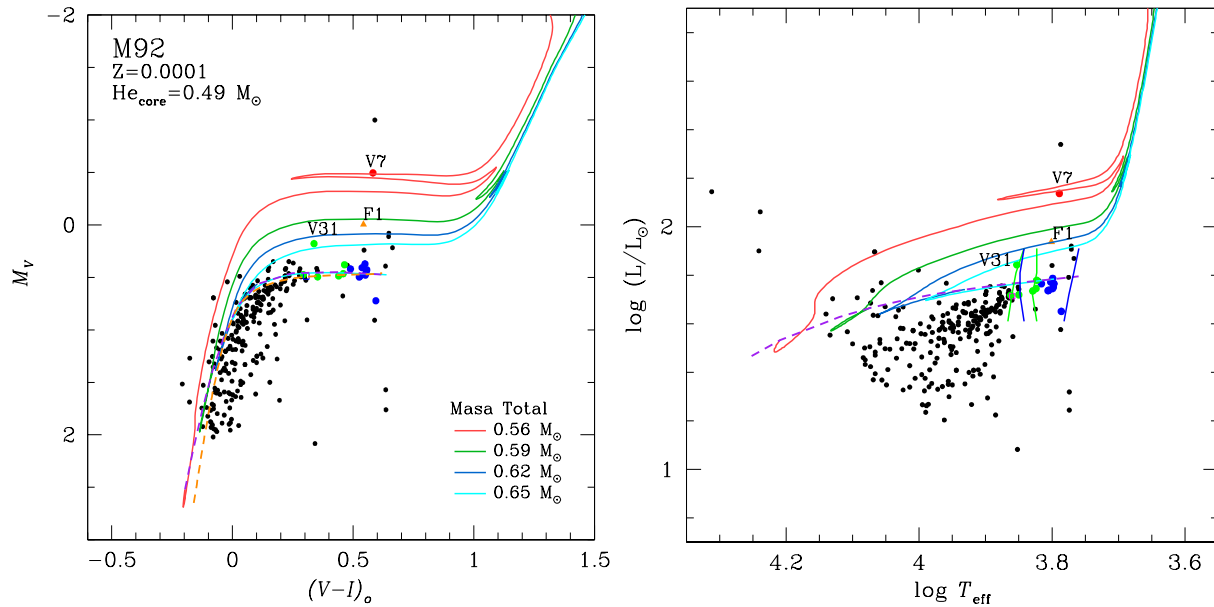 M92
Z=0.0001
He_core=0.49 M_⊙
V7
F1
V31
Masa Total
0.56 M_⊙
0.59 M_⊙
0.62 M_⊙
0.65 M_⊙
-2
-1
0
1
2
M_V
-0.5
0
0.5
1
1.5
(V-I)_o
V7
F1
V31
2
1
log (L/L_⊙)
4.2
4
3.8
3.6
log T_eff